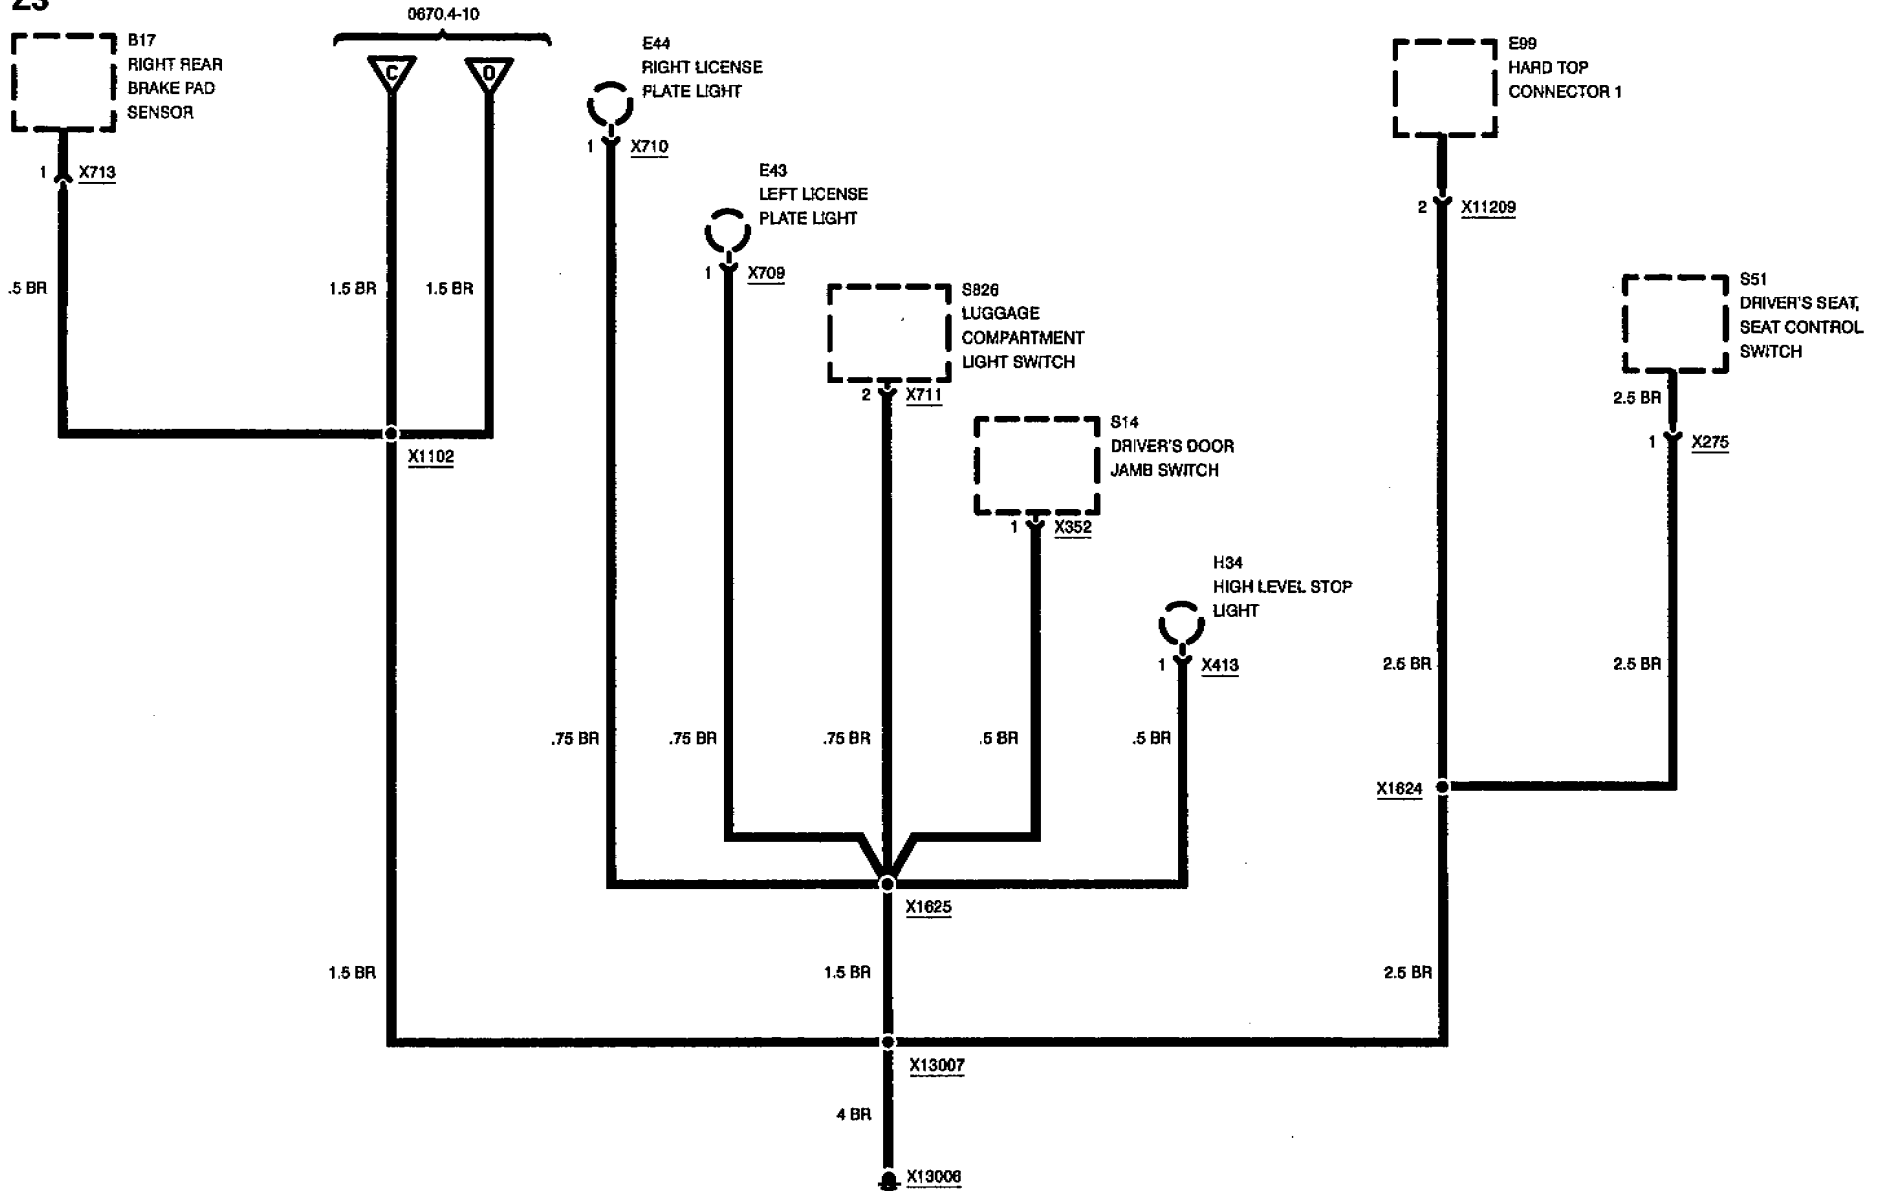 Z3
0670.4-10
B17
RIGHT REAR
BRAKE PAD
SENSOR
C
D
E44
RIGHT LICENSE
PLATE LIGHT
E99
HARD TOP
CONNECTOR 1
1 X710
1 X713
E43
LEFT LICENSE
PLATE LIGHT
2 X11209
1 X709
.5 BR
1.5 BR
1.5 BR
S826
LUGGAGE
COMPARTMENT
LIGHT SWITCH
S51
DRIVER'S SEAT,
SEAT CONTROL
SWITCH
2 X711
2.5 BR
S14
DRIVER'S DOOR
JAMB SWITCH
1 X275
X1102
1 X352
H34
HIGH LEVEL STOP
LIGHT
1 X413
2.5 BR
2.5 BR
.75 BR
.75 BR
.75 BR
.5 BR
.5 BR
X1624
X1625
1.5 BR
1.5 BR
2.5 BR
X13007
4 BR
X13006